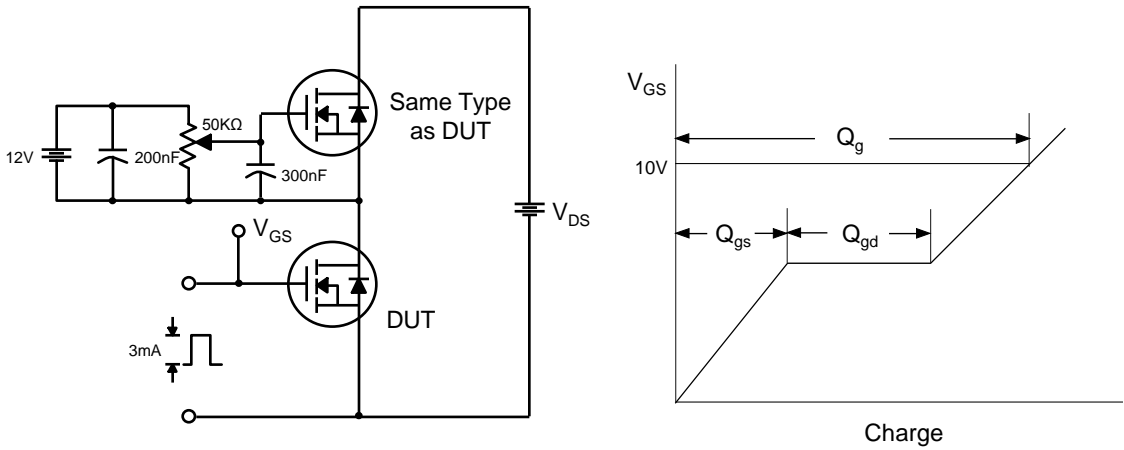 12V
200nF
50KΩ
300nF
Same Type
as DUT
V_DS
V_GS
DUT
3mA
V_GS
10V
Q_g
Q_gs
Q_gd
Charge